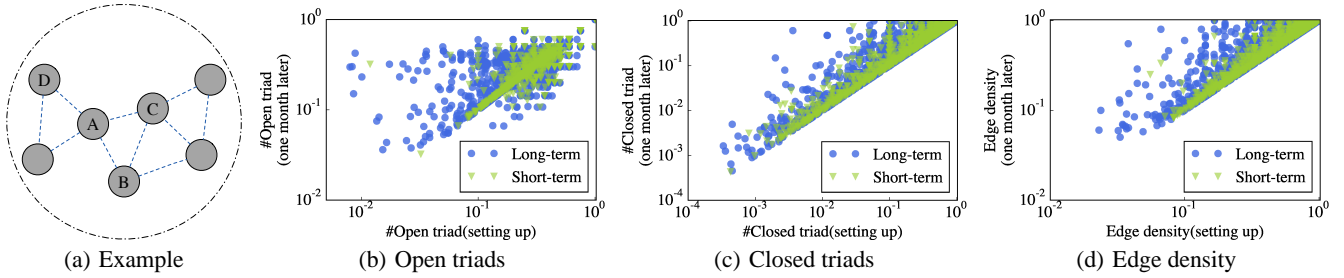 D
A
C
B
(a) Example
10^0
10^-1
10^-2
#Open triad
(one month later)
Long-term
Short-term
10^-2
10^-1
10^0
#Open triad(setting up)
(b) Open triads
10^0
10^-1
10^-2
10^-3
10^-4
#Closed triad
(one month later)
Long-term
Short-term
10^-4
10^-3
10^-2
10^-1
10^0
#Closed triad(setting up)
(c) Closed triads
10^0
10^-1
10^-2
Edge density
(one month later)
Long-term
Short-term
10^-2
10^-1
10^0
Edge density(setting up)
(d) Edge density